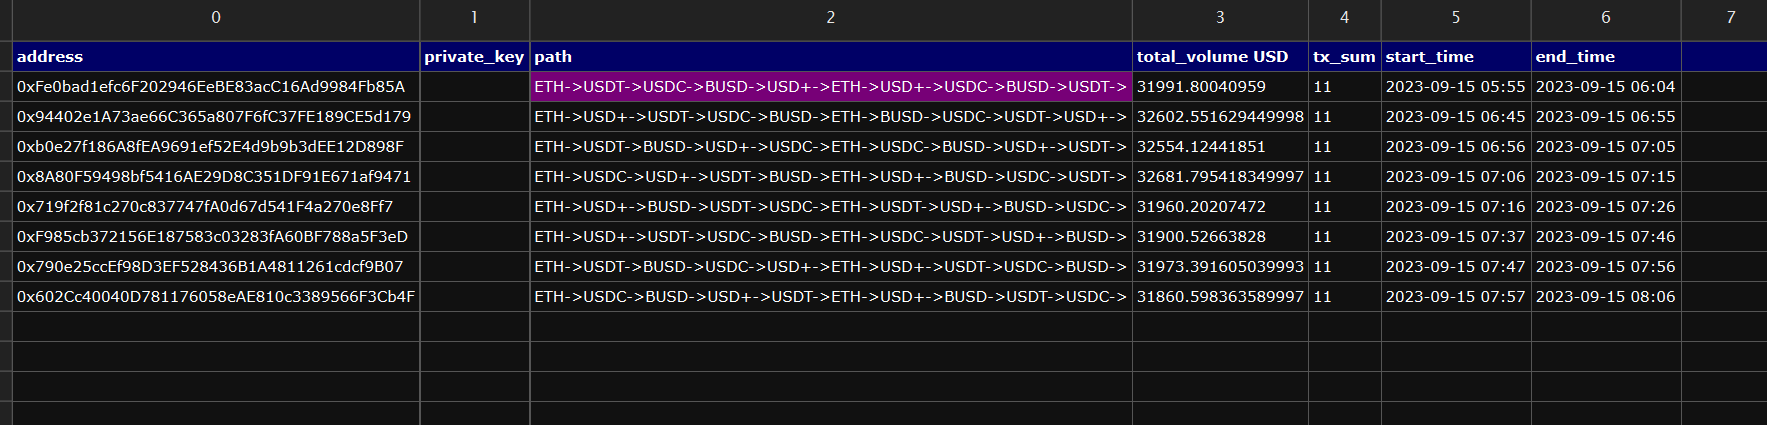 0 1 2 3 4 5 6 7
address private_key path total_volume USD tx_sum start_time end_time
0xFe0bad1efc6F202946EeBE83acC16Ad9984Fb85A ETH->USDT->USDC->BUSD->USD+->ETH->USD+->USDC->BUSD->USDT-> 31991.80040959 11 2023-09-15 05:55 2023-09-15 06:04
0x94402e1A73ae66C365a807F6fC37FE189CE5d179 ETH->USD+->USDT->USDC->BUSD->ETH->BUSD->USDC->USDT->USD+-> 32602.551629449998 11 2023-09-15 06:45 2023-09-15 06:55
0xb0e27f186A8fEA9691ef52E4d9b9b3dEE12D898F ETH->USDT->BUSD->USD+->USDC->ETH->USDC->BUSD->USD+->USDT-> 32554.12441851 11 2023-09-15 06:56 2023-09-15 07:05
0x8A80F59498bf5416AE29D8C351DF91E671af9471 ETH->USDC->USD+->USDT->BUSD->ETH->USD+->BUSD->USDC->USDT-> 32681.795418349997 11 2023-09-15 07:06 2023-09-15 07:15
0x719f2f81c270c837747fA0d67d541F4a270e8Ff7 ETH->USD+->BUSD->USDT->USDC->ETH->USDT->USD+->BUSD->USDC-> 31960.20207472 11 2023-09-15 07:16 2023-09-15 07:26
0xF985cb372156E187583c03283fA60BF788a5F3eD ETH->USD+->USDT->USDC->BUSD->ETH->USDC->USDT->USD+->BUSD-> 31900.52663828 11 2023-09-15 07:37 2023-09-15 07:46
0x790e25ccEf98D3EF528436B1A4811261cdcf9B07 ETH->USDT->BUSD->USDC->USD+->ETH->USD+->USDT->USDC->BUSD-> 31973.391605039993 11 2023-09-15 07:47 2023-09-15 07:56
0x602Cc40040D781176058eAE810c3389566F3Cb4F ETH->USDC->BUSD->USD+->USDT->ETH->USD+->BUSD->USDT->USDC-> 31860.598363589997 11 2023-09-15 07:57 2023-09-15 08:06